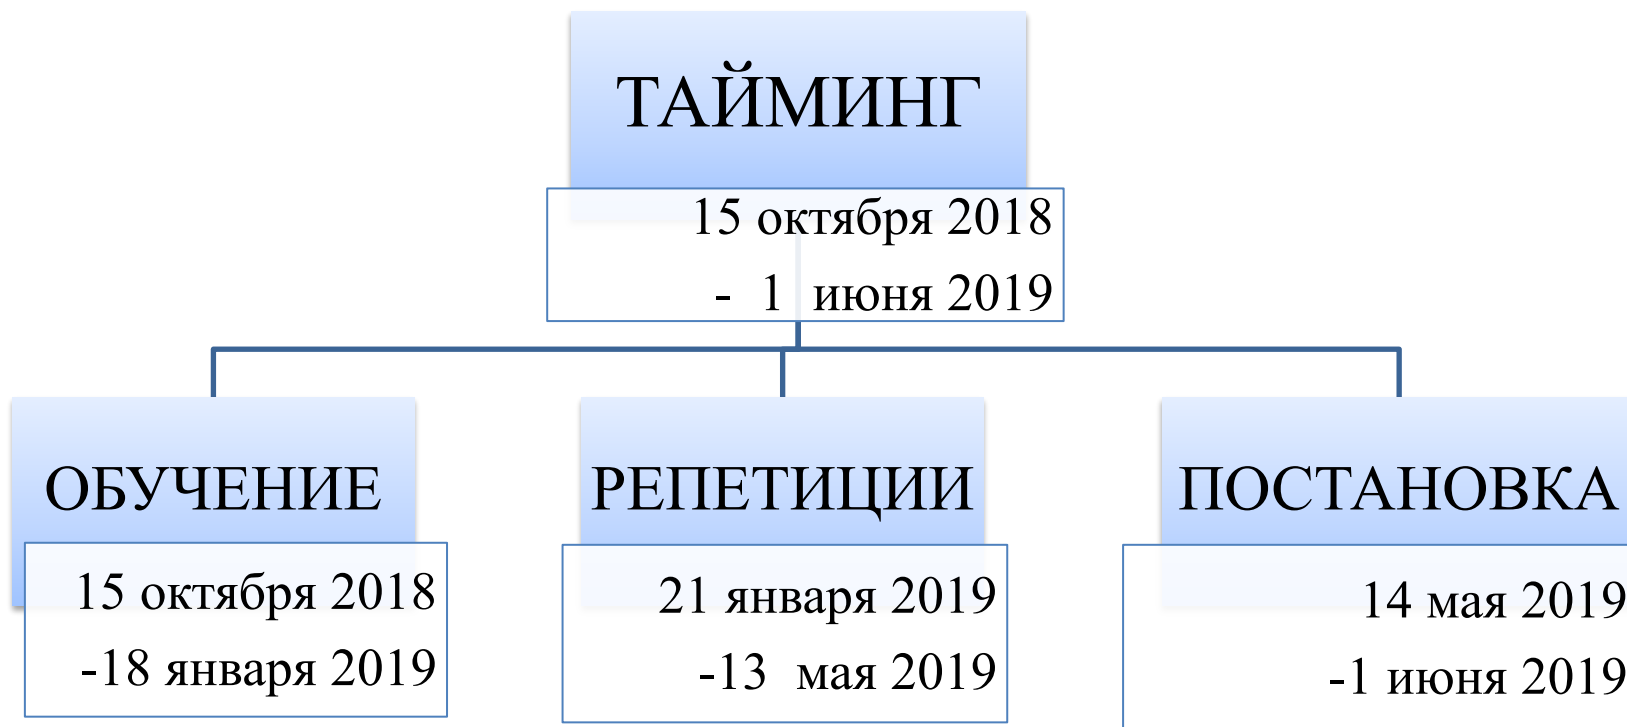 ТАЙМИНГ
15 октября 2018
- 1 июня 2019
ОБУЧЕНИЕ
15 октября 2018
-18 января 2019
РЕПЕТИЦИИ
21 января 2019
-13 мая 2019
ПОСТАНОВКА
14 мая 2019
-1 июня 2019